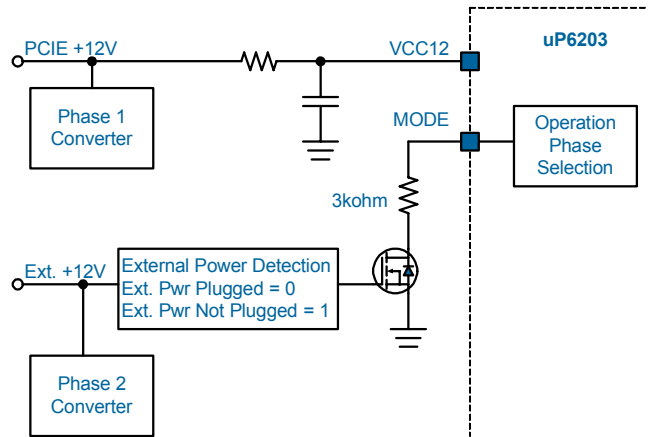 PCIE +12V
VCC12
uP6203
Phase 1
Converter
MODE
Operation
Phase
Selection
3kohm
Ext. +12V
External Power Detection
Ext. Pwr Plugged = 0
Ext. Pwr Not Plugged = 1
Phase 2
Converter